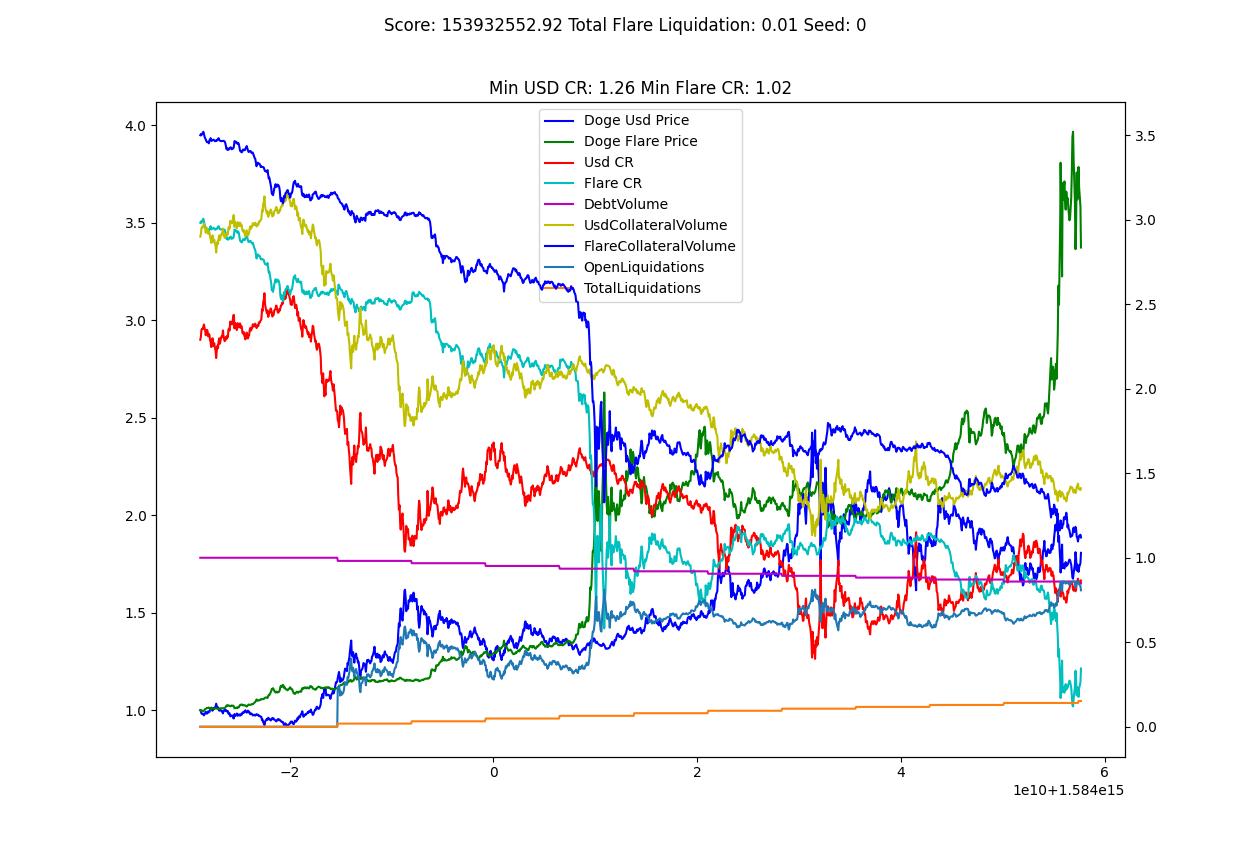 Score: 153932552.92 Total Flare Liquidation: 0.01 Seed: 0
Min USD CR: 1.26 Min Flare CR: 1.02
Doge Usd Price
Doge Flare Price
Usd CR
Flare CR
DebtVolume
UsdCollateralVolume
FlareCollateralVolume
OpenLiquidations
TotalLiquidations
4.0
3.5
3.0
2.5
2.0
1.5
1.0
3.5
3.0
2.5
2.0
1.5
1.0
0.5
0.0
−2 0 2 4 6
1e10+1.584e15